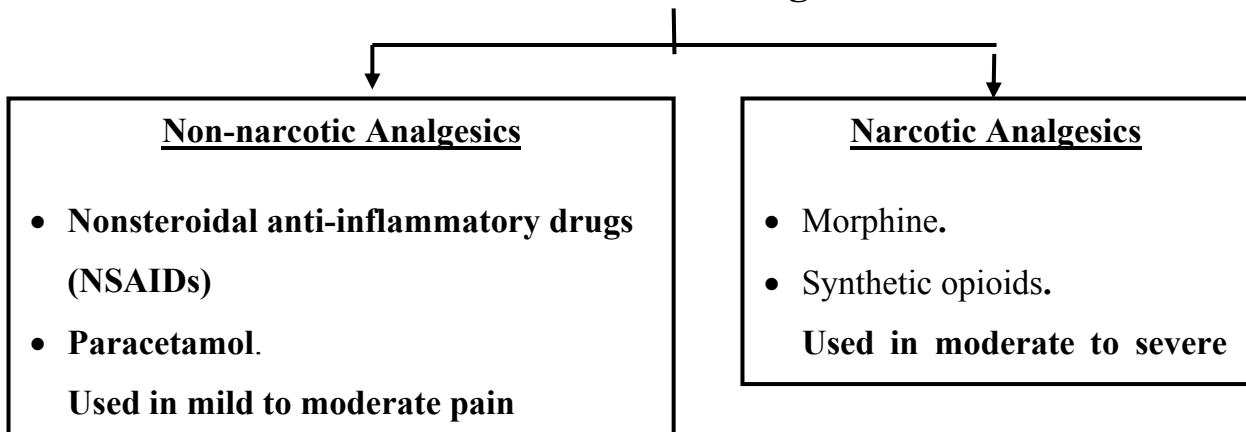 Non-narcotic Analgesics
• Nonsteroidal anti-inflammatory drugs
(NSAIDs)
• Paracetamol.
Used in mild to moderate pain
Narcotic Analgesics
• Morphine.
• Synthetic opioids.
Used in moderate to severe